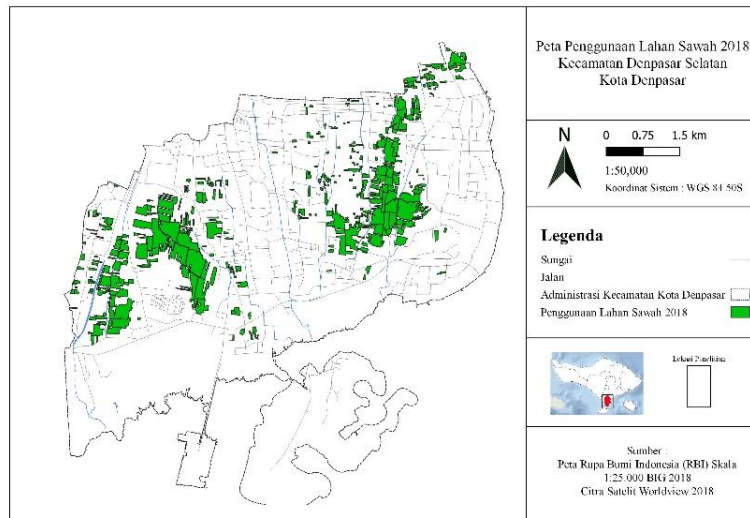 Peta Penggunaan Lahan Sawah 2018
Kecamatan Denpasar Selatan
Kota Denpasar
N
0 0.75 1.5 km
1:50,000
Koordinat Sistem : WGS 84 50S
Legenda
Sungai
Jalan
Administrasi Kecamatan Kota Denpasar
Penggunaan Lahan Sawah 2018
Lokasi Penelitian
Sumber :
Peta Rupa Bumi Indonesia (RBI) Skala
1:25.000 BIG 2018
Citra Satelit Worldview 2018